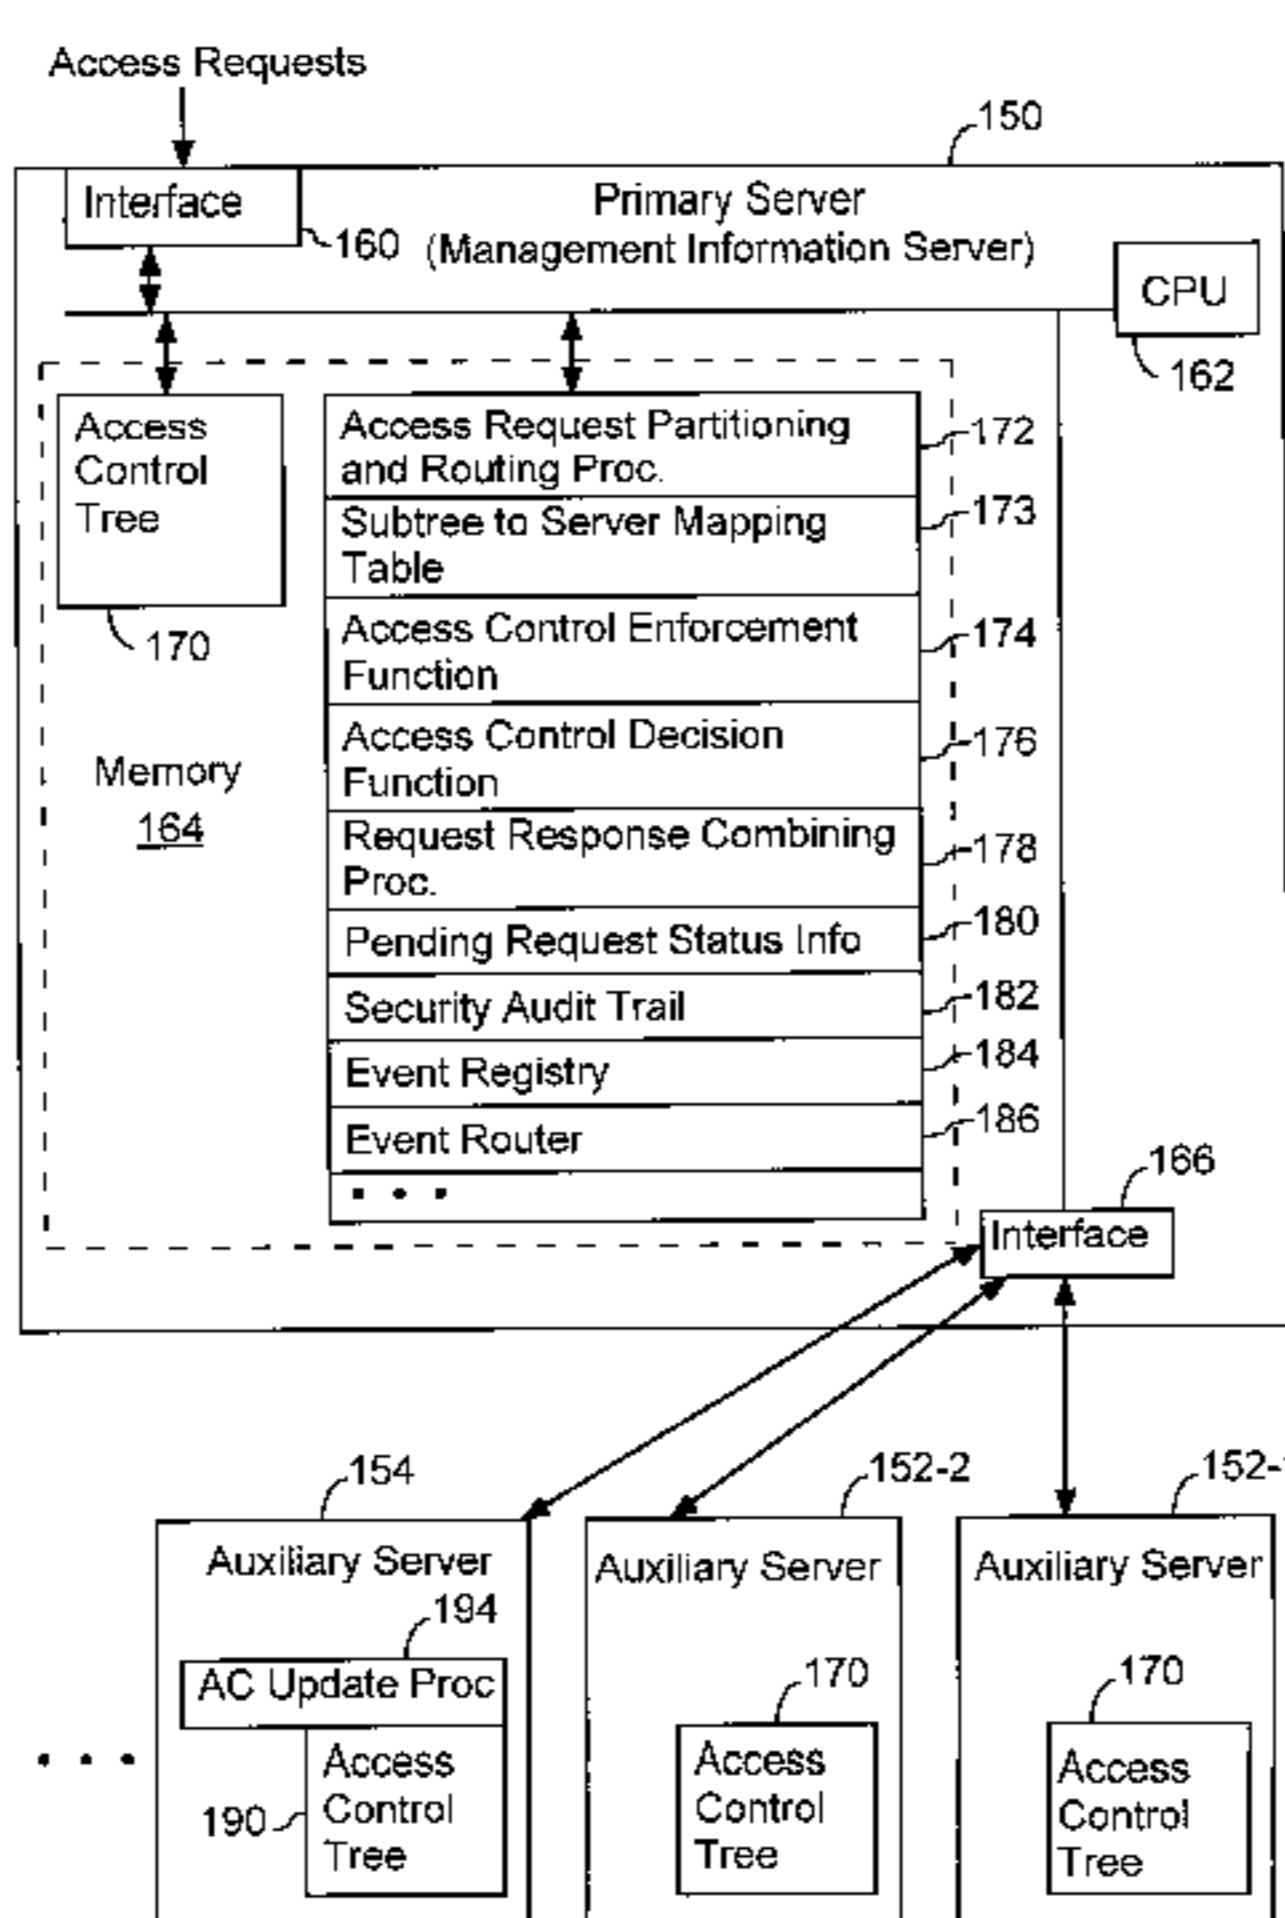 Access Requests
150
Interface
160
Primary Server
(Management Information Server)
CPU
162
Access
Control
Tree
170
Memory
164
Access Request Partitioning
and Routing Proc.
172
Subtree to Server Mapping
Table
173
Access Control Enforcement
Function
174
Access Control Decision
Function
176
Request Response Combining
Proc.
178
Pending Request Status Info
180
Security Audit Trail
182
Event Registry
184
Event Router
186
• • •
166
Interface
154
Auxiliary Server
194
AC Update Proc
Access
Control
Tree
190
• • •
152-2
Auxiliary Server
170
Access
Control
Tree
Auxiliary Server
170
Access
Control
Tree